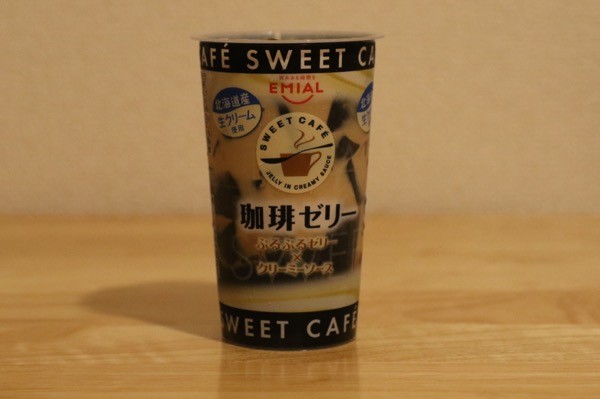 AFÉ SWEET CA
EMIAL
北海道産
生クリーム
使用
SWEET CAFÉ
JELLY IN CREAMY SAUCE
珈琲ゼリー
ぷるぷるゼリー
×
クリーミーソース
SWEET CAFÉ